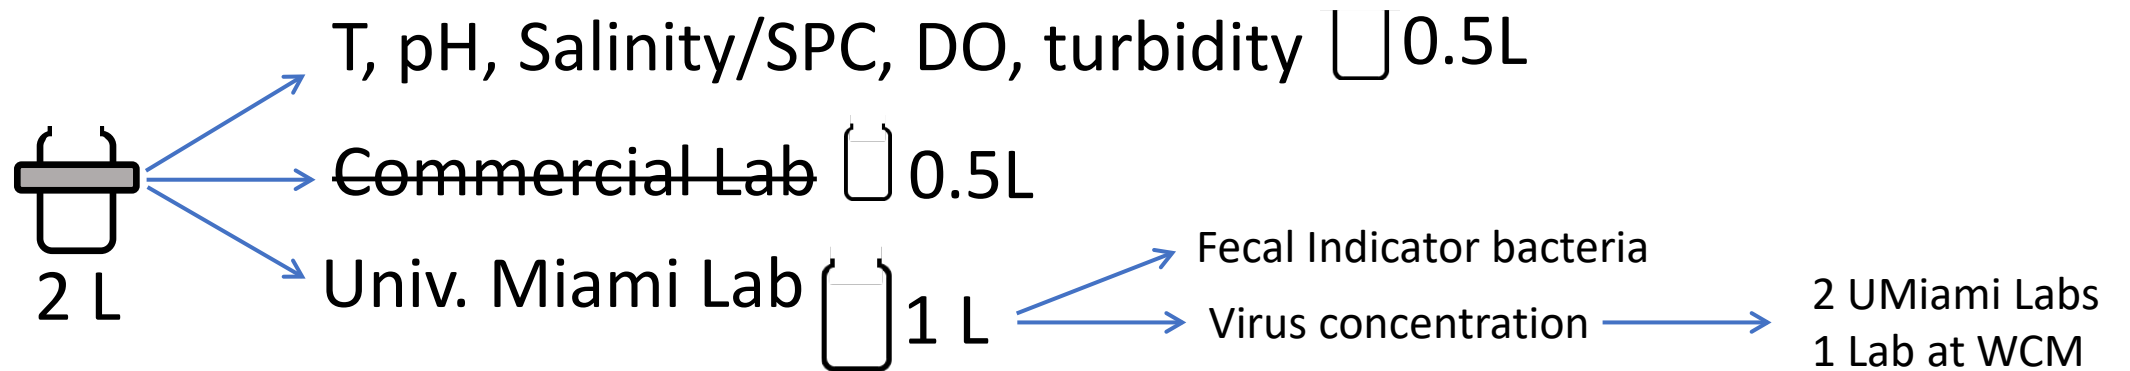 T, pH, Salinity/SPC, DO, turbidity 0.5L
Commercial Lab 0.5L
2 L
Univ. Miami Lab 1 L
Fecal Indicator bacteria
Virus concentration
2 UMiami Labs
1 Lab at WCM